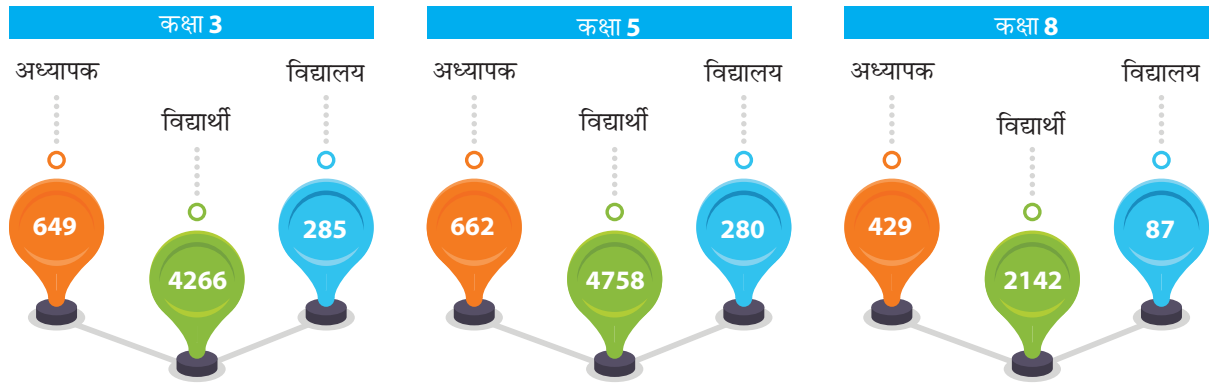 कक्षा 3
अध्यापक
विद्यार्थी
विद्यालय
649
4266
285
कक्षा 5
अध्यापक
विद्यार्थी
विद्यालय
662
4758
280
कक्षा 8
अध्यापक
विद्यार्थी
विद्यालय
429
2142
87